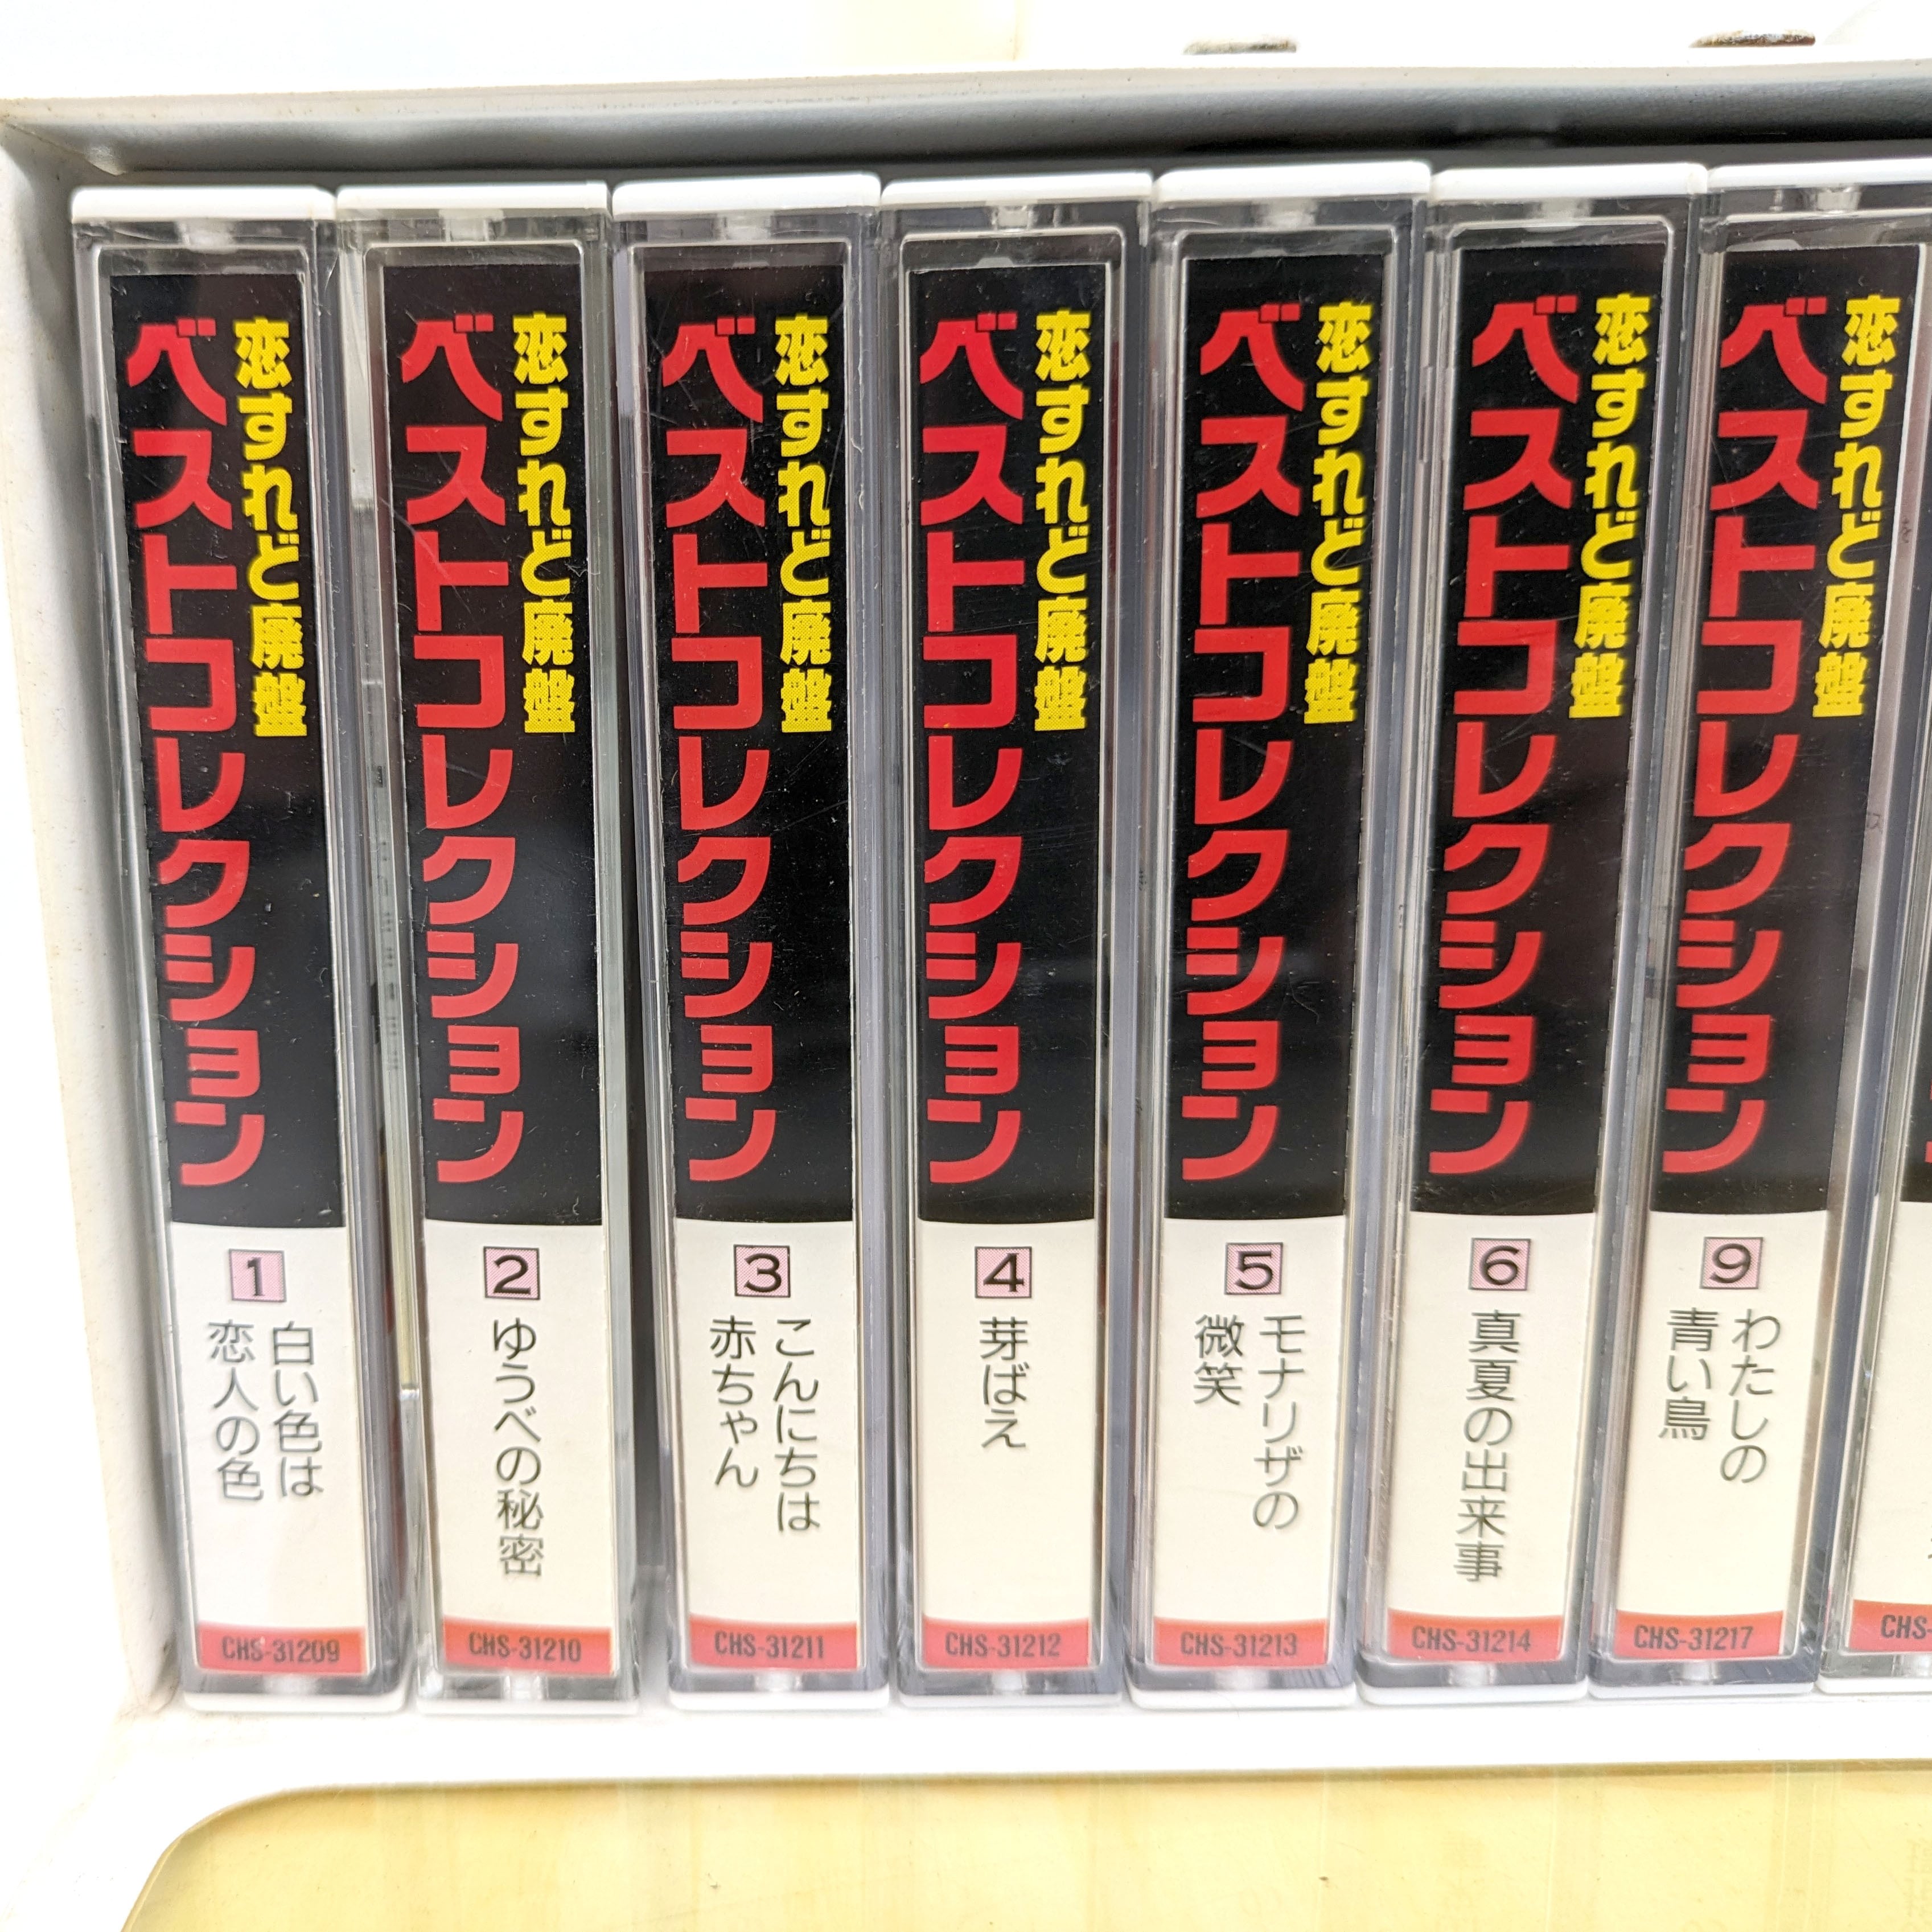 恋すれど廃盤
ベストコレクション
1
白い色は
恋人の色
CHS-31209
恋すれど廃盤
ベストコレクション
2
ゆうべの秘密
CHS-31210
恋すれど廃盤
ベストコレクション
3
こんにちは
赤ちゃん
CHS-31211
恋すれど廃盤
ベストコレクション
4
芽ばえ
CHS-31212
恋すれど廃盤
ベストコレクション
5
モナリザの
微笑
CHS-31213
恋すれど廃盤
ベストコレクション
6
真夏の出来事
CHS-31214
恋すれど廃盤
ベストコレクション
9
わたしの
青い鳥
CHS-31217
CHS-